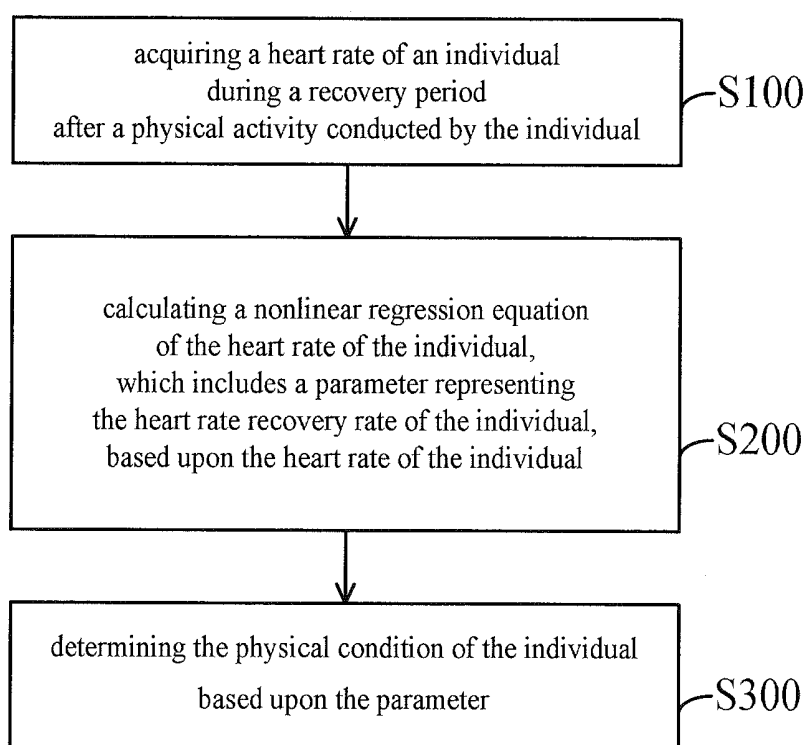 acquiring a heart rate of an individual
during a recovery period
after a physical activity conducted by the individual
S100
calculating a nonlinear regression equation
of the heart rate of the individual,
which includes a parameter representing
the heart rate recovery rate of the individual,
based upon the heart rate of the individual
S200
determining the physical condition of the individual
based upon the parameter
S300